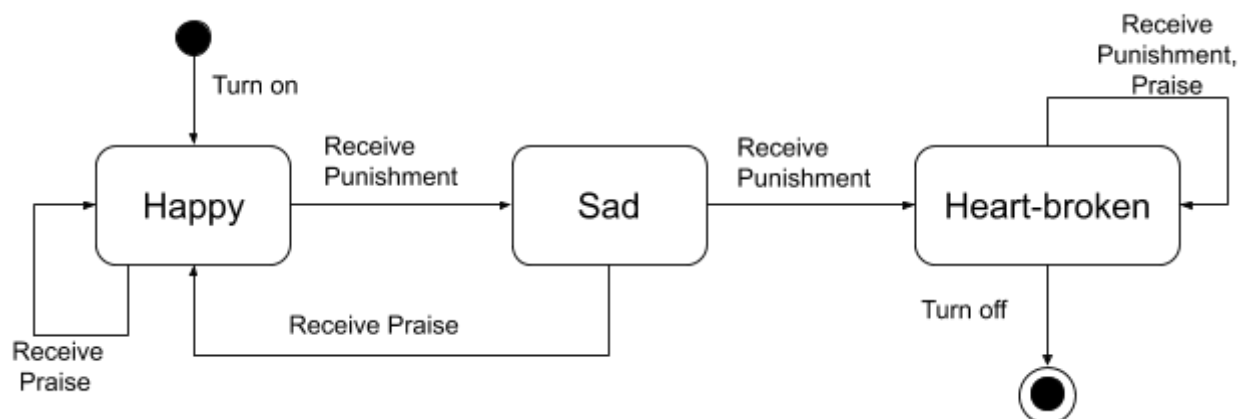 Turn on
Receive
Punishment
Receive
Punishment
Receive
Punishment,
Praise
Happy
Sad
Heart-broken
Receive Praise
Turn off
Receive
Praise